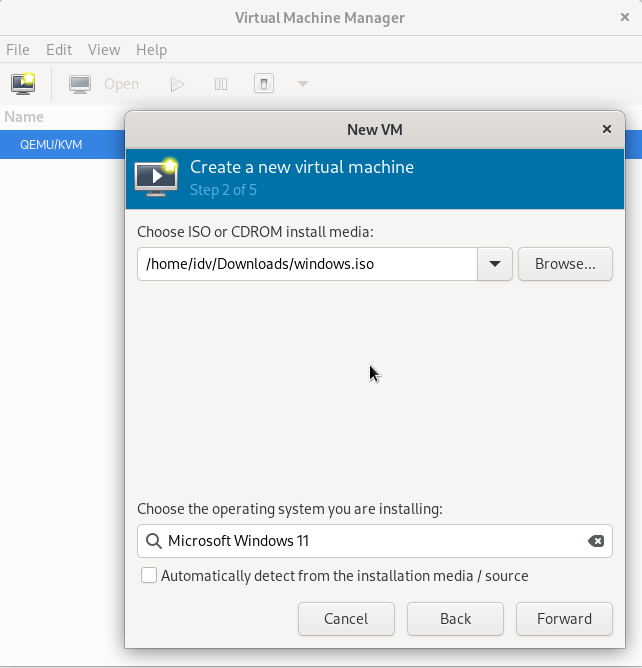 Virtual Machine Manager
File Edit View Help
Open
Name
QEMU/KVM
New VM
Create a new virtual machine
Step 2 of 5
Choose ISO or CDROM install media:
/home/idv/Downloads/windows.iso Browse...
Choose the operating system you are installing:
Microsoft Windows 11
Automatically detect from the installation media / source
Cancel Back Forward